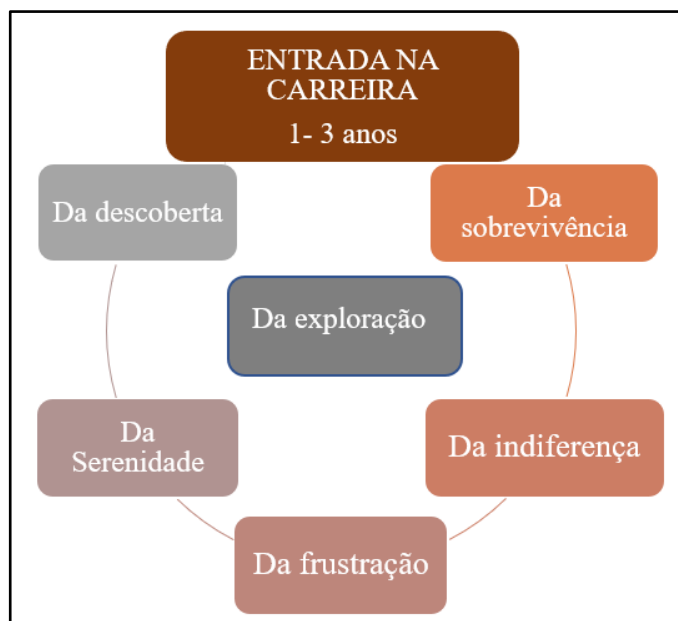 ENTRADA NA
CARREIRA
1- 3 anos
Da descoberta
Da
sobrevivência
Da exploração
Da
Serenidade
Da indiferença
Da frustração